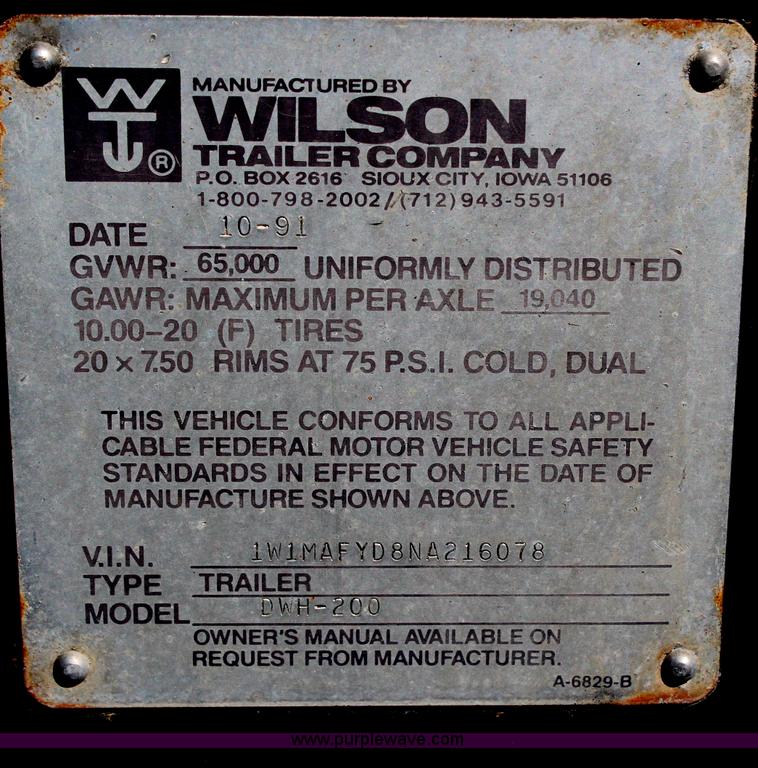 WT ®
MANUFACTURED BY
WILSON
TRAILER COMPANY
P.O. BOX 2616 SIOUX CITY, IOWA 51106
1-800-798-2002//(712)943-5591
DATE 10-91
GVWR: 65,000 UNIFORMLY DISTRIBUTED
GAWR: MAXIMUM PER AXLE 19,040
10.00-20 (F) TIRES
20 x 7.50 RIMS AT 75 P.S.I. COLD, DUAL
THIS VEHICLE CONFORMS TO ALL APPLI-
CABLE FEDERAL MOTOR VEHICLE SAFETY
STANDARDS IN EFFECT ON THE DATE OF
MANUFACTURE SHOWN ABOVE.
V.I.N. 1W1MAFYD8NA216078
TYPE TRAILER
MODEL DWH-200
OWNER'S MANUAL AVAILABLE ON
REQUEST FROM MANUFACTURER.
A-6829-B
www.purplewave.com